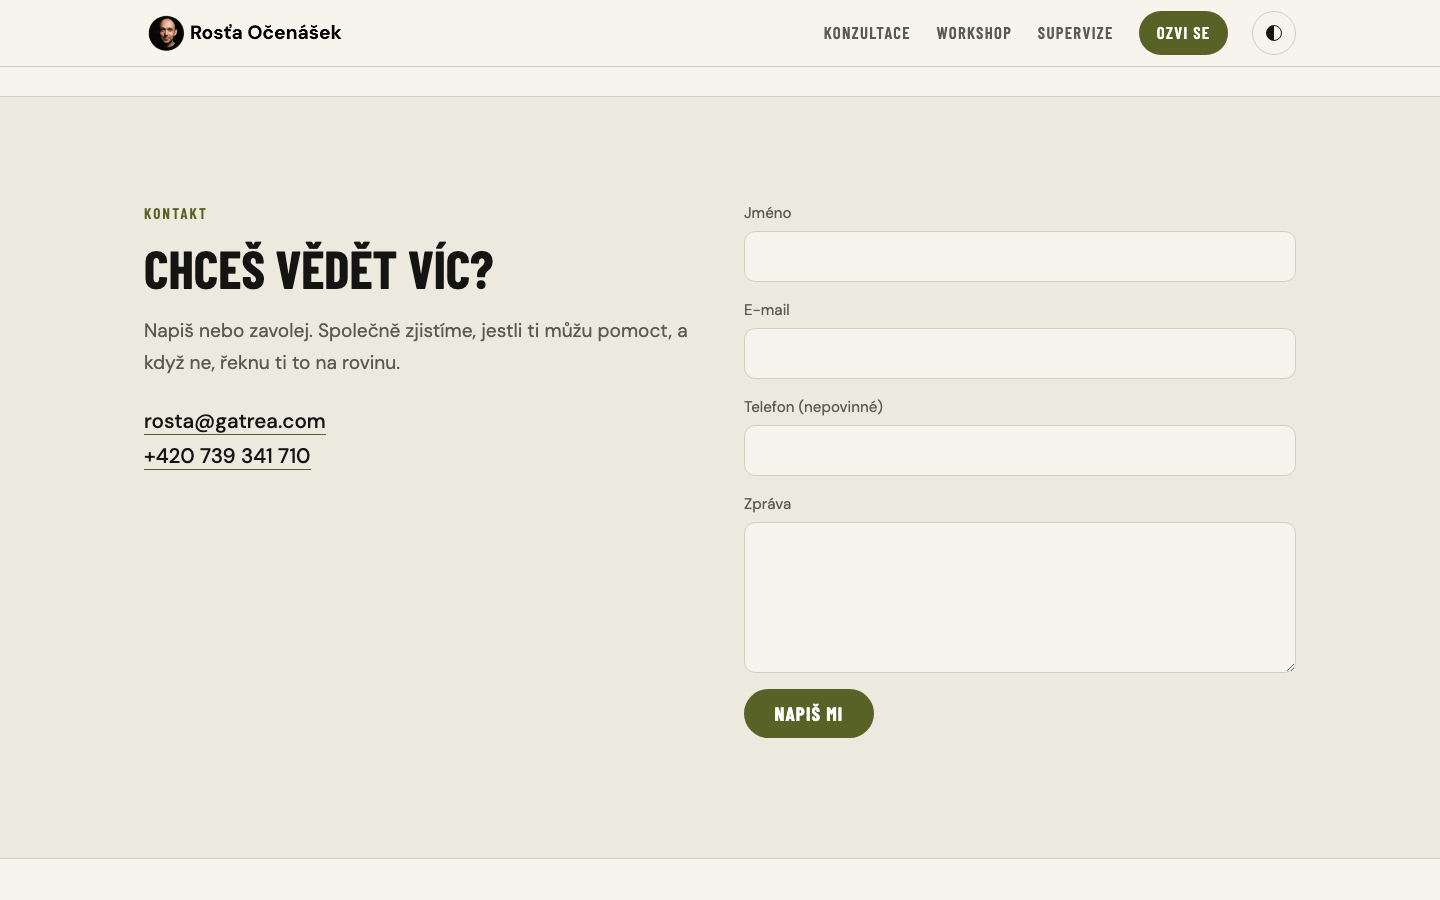 Rosťa Očenášek
KONZULTACE
WORKSHOP
SUPERVIZE
OZVI SE
KONTAKT
CHCEŠ VĚDĚT VÍC?
Napiš nebo zavolej. Společně zjistíme, jestli ti můžu pomoct, a
když ne, řeknu ti to na rovinu.
rosta@gatrea.com
+420 739 341 710
Jméno
E-mail
Telefon (nepovinné)
Zpráva
NAPIŠ MI